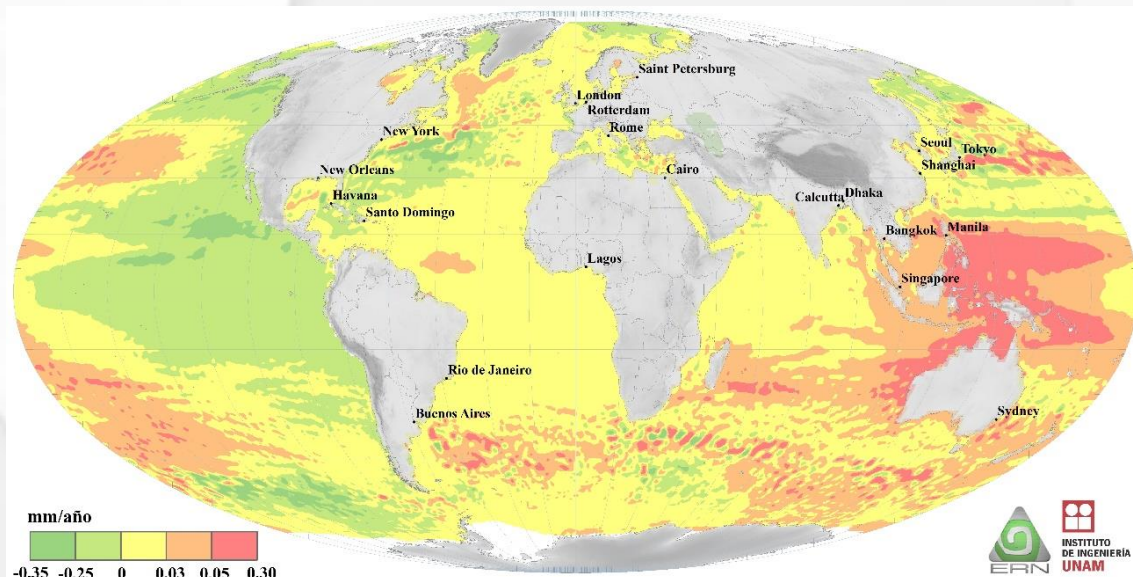 Saint Petersburg
London
Rotterdam
Rome
New York
Seoul
Tokyo
Shanghai
New Orleans
Cairo
Havana
Calcutta
Dhaka
Santo Domingo
Bangkok
Manila
Lagos
Singapore
Rio de Janeiro
Buenos Aires
Sydney
mm/año
-0.35 -0.25 0 0.03 0.05 0.30
ERN
INSTITUTO
DE INGENIERÍA
UNAM